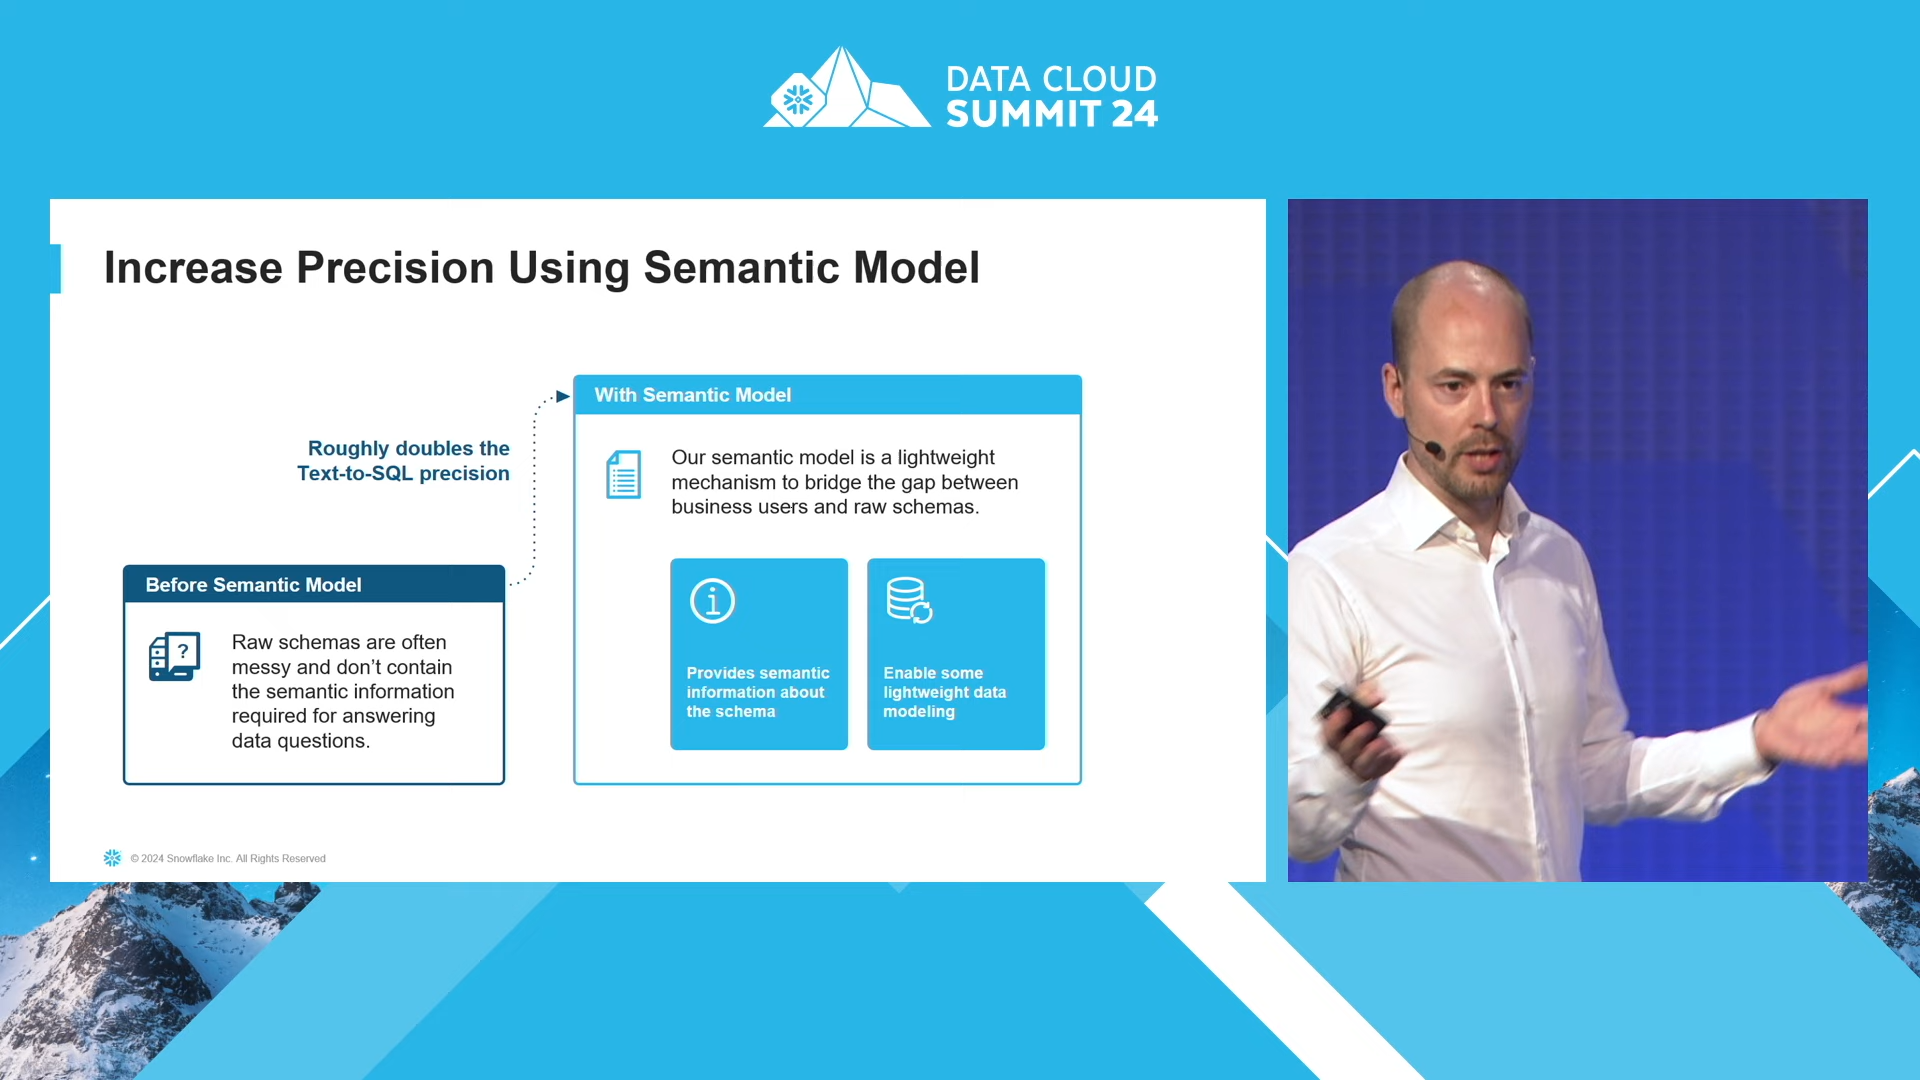 DATA CLOUD
SUMMIT 24
Increase Precision Using Semantic Model
Roughly doubles the
Text-to-SQL precision
Before Semantic Model
?
Raw schemas are often
messy and don’t contain
the semantic information
required for answering
data questions.
With Semantic Model
Our semantic model is a lightweight
mechanism to bridge the gap between
business users and raw schemas.
i
Provides semantic
information about
the schema
Enable some
lightweight data
modeling
© 2024 Snowflake Inc. All Rights Reserved